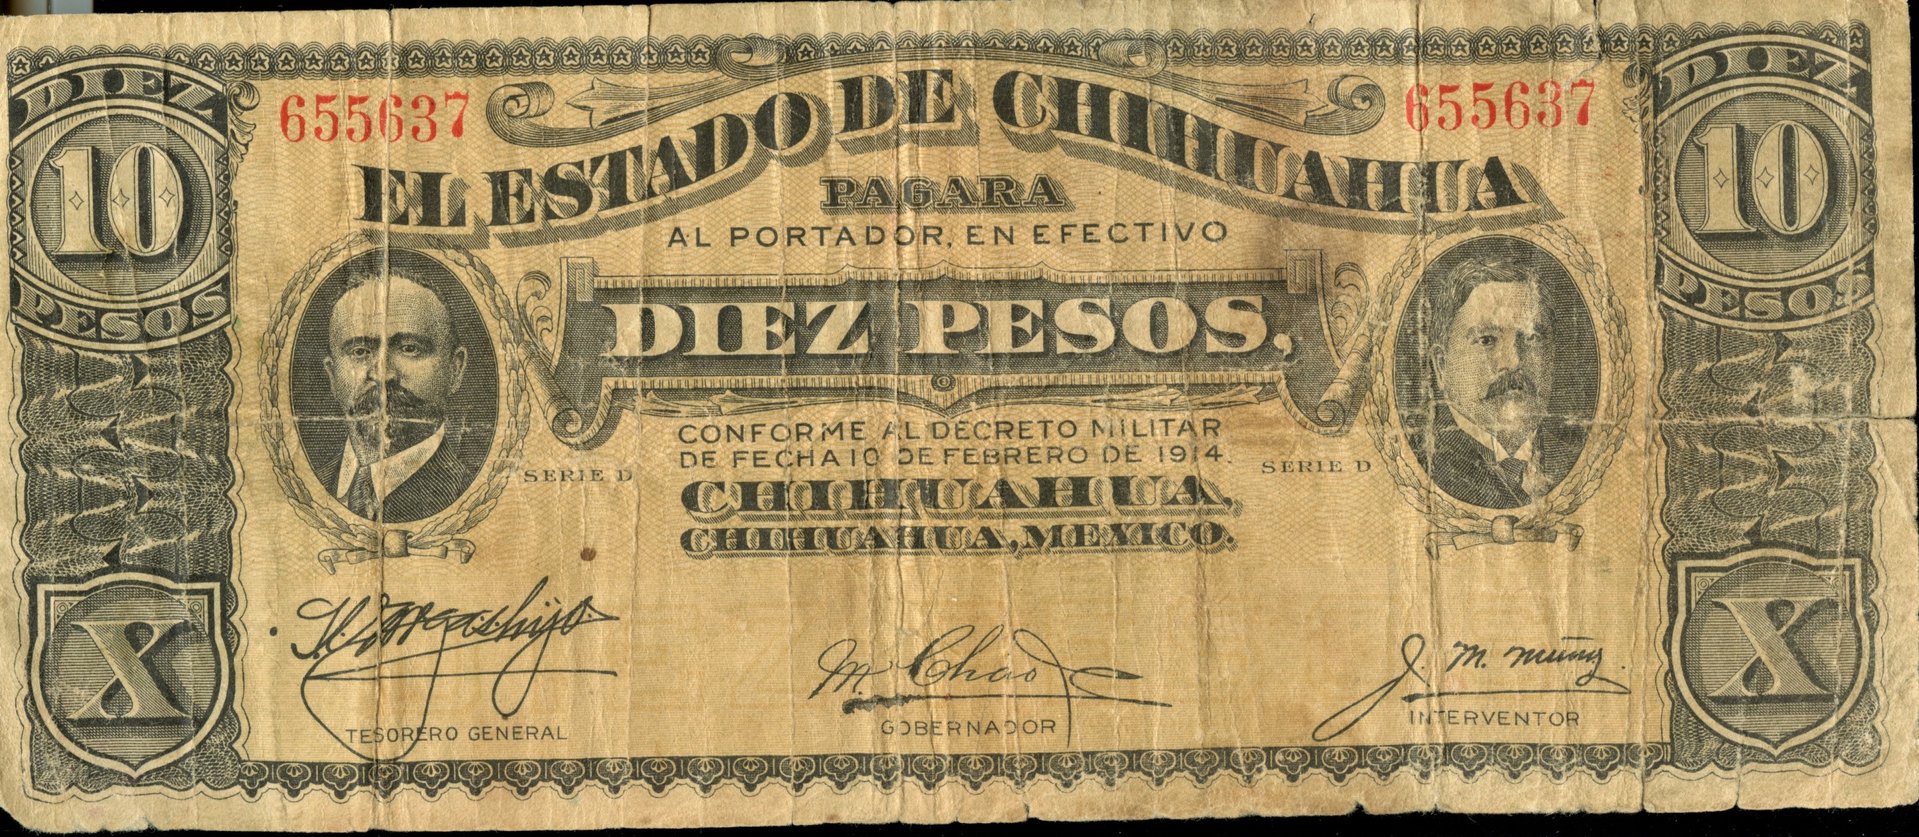 DIEZ
10
PESOS
655637
EL ESTADO DE CHIHUAHUA
655637
DIEZ
10
PESOS
PAGARA
AL PORTADOR, EN EFECTIVO
DIEZ PESOS,
CONFORME AL DECRETO MILITAR
DE FECHA 10 DE FEBRERO DE 1914.
SERIE D
SERIE D
CHIHUAHUA,
CHIHUAHUA, MEXICO.
X
M. Chao
J. M. Muñoz.
X
TESORERO GENERAL
GOBERNADOR
INTERVENTOR